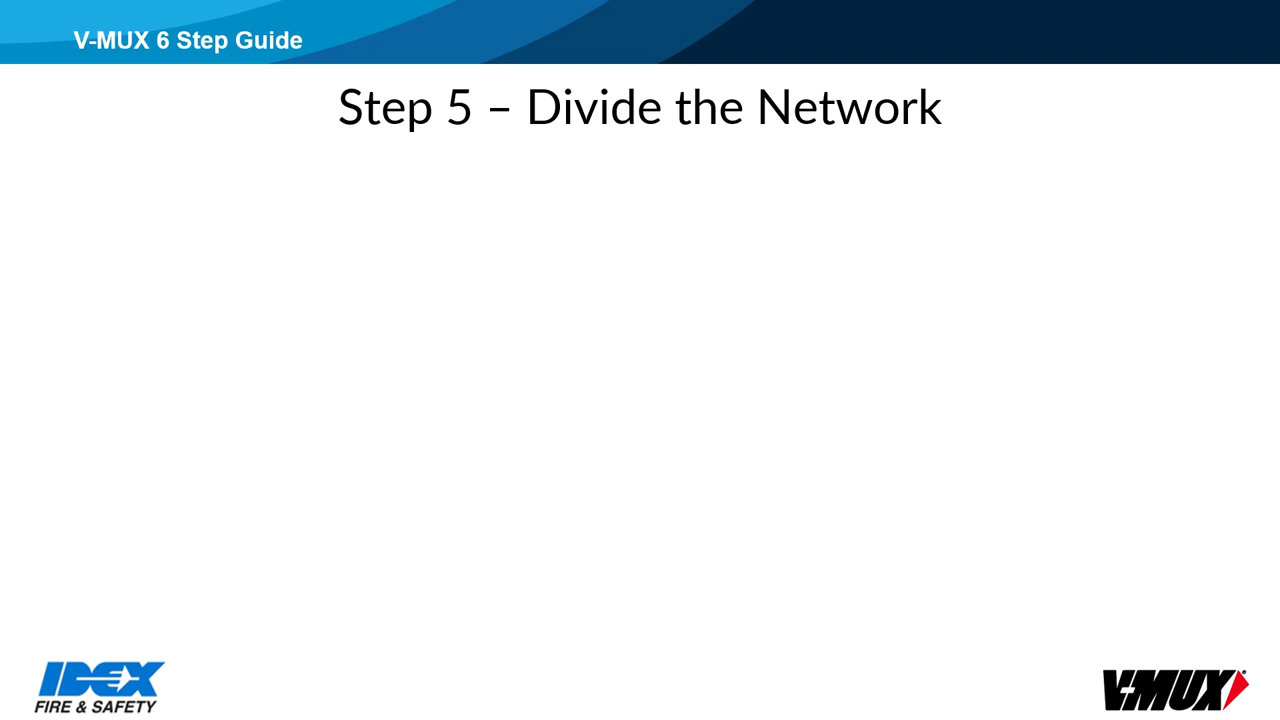 V-MUX 6 Step Guide
Step 5 – Divide the Network
IDEX
FIRE & SAFETY
V-MUX